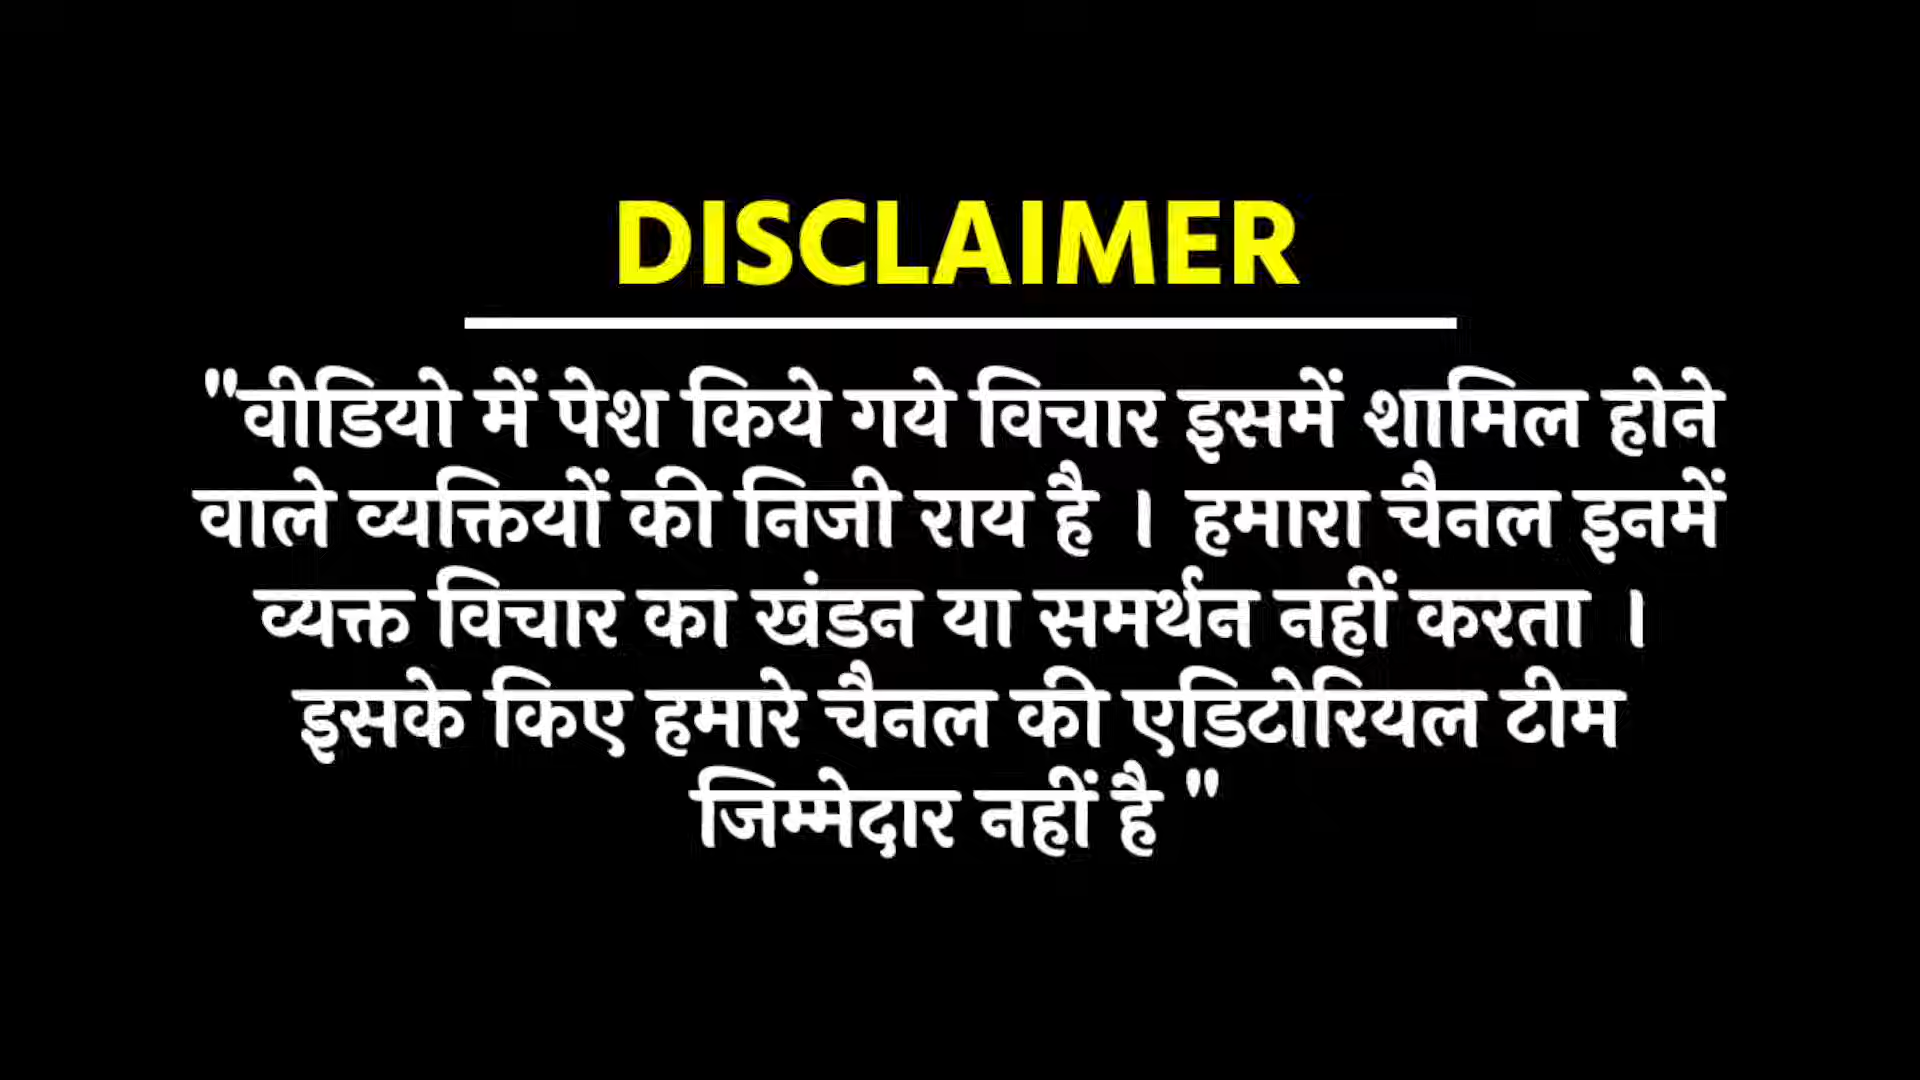 DISCLAIMER
"वीडियो में पेश किये गये विचार इसमें शामिल होने
वाले व्यक्तियों की निजी राय है । हमारा चैनल इनमें
व्यक्त विचार का खंडन या समर्थन नहीं करता ।
इसके किए हमारे चैनल की एडिटोरियल टीम
जिम्मेदार नहीं है "